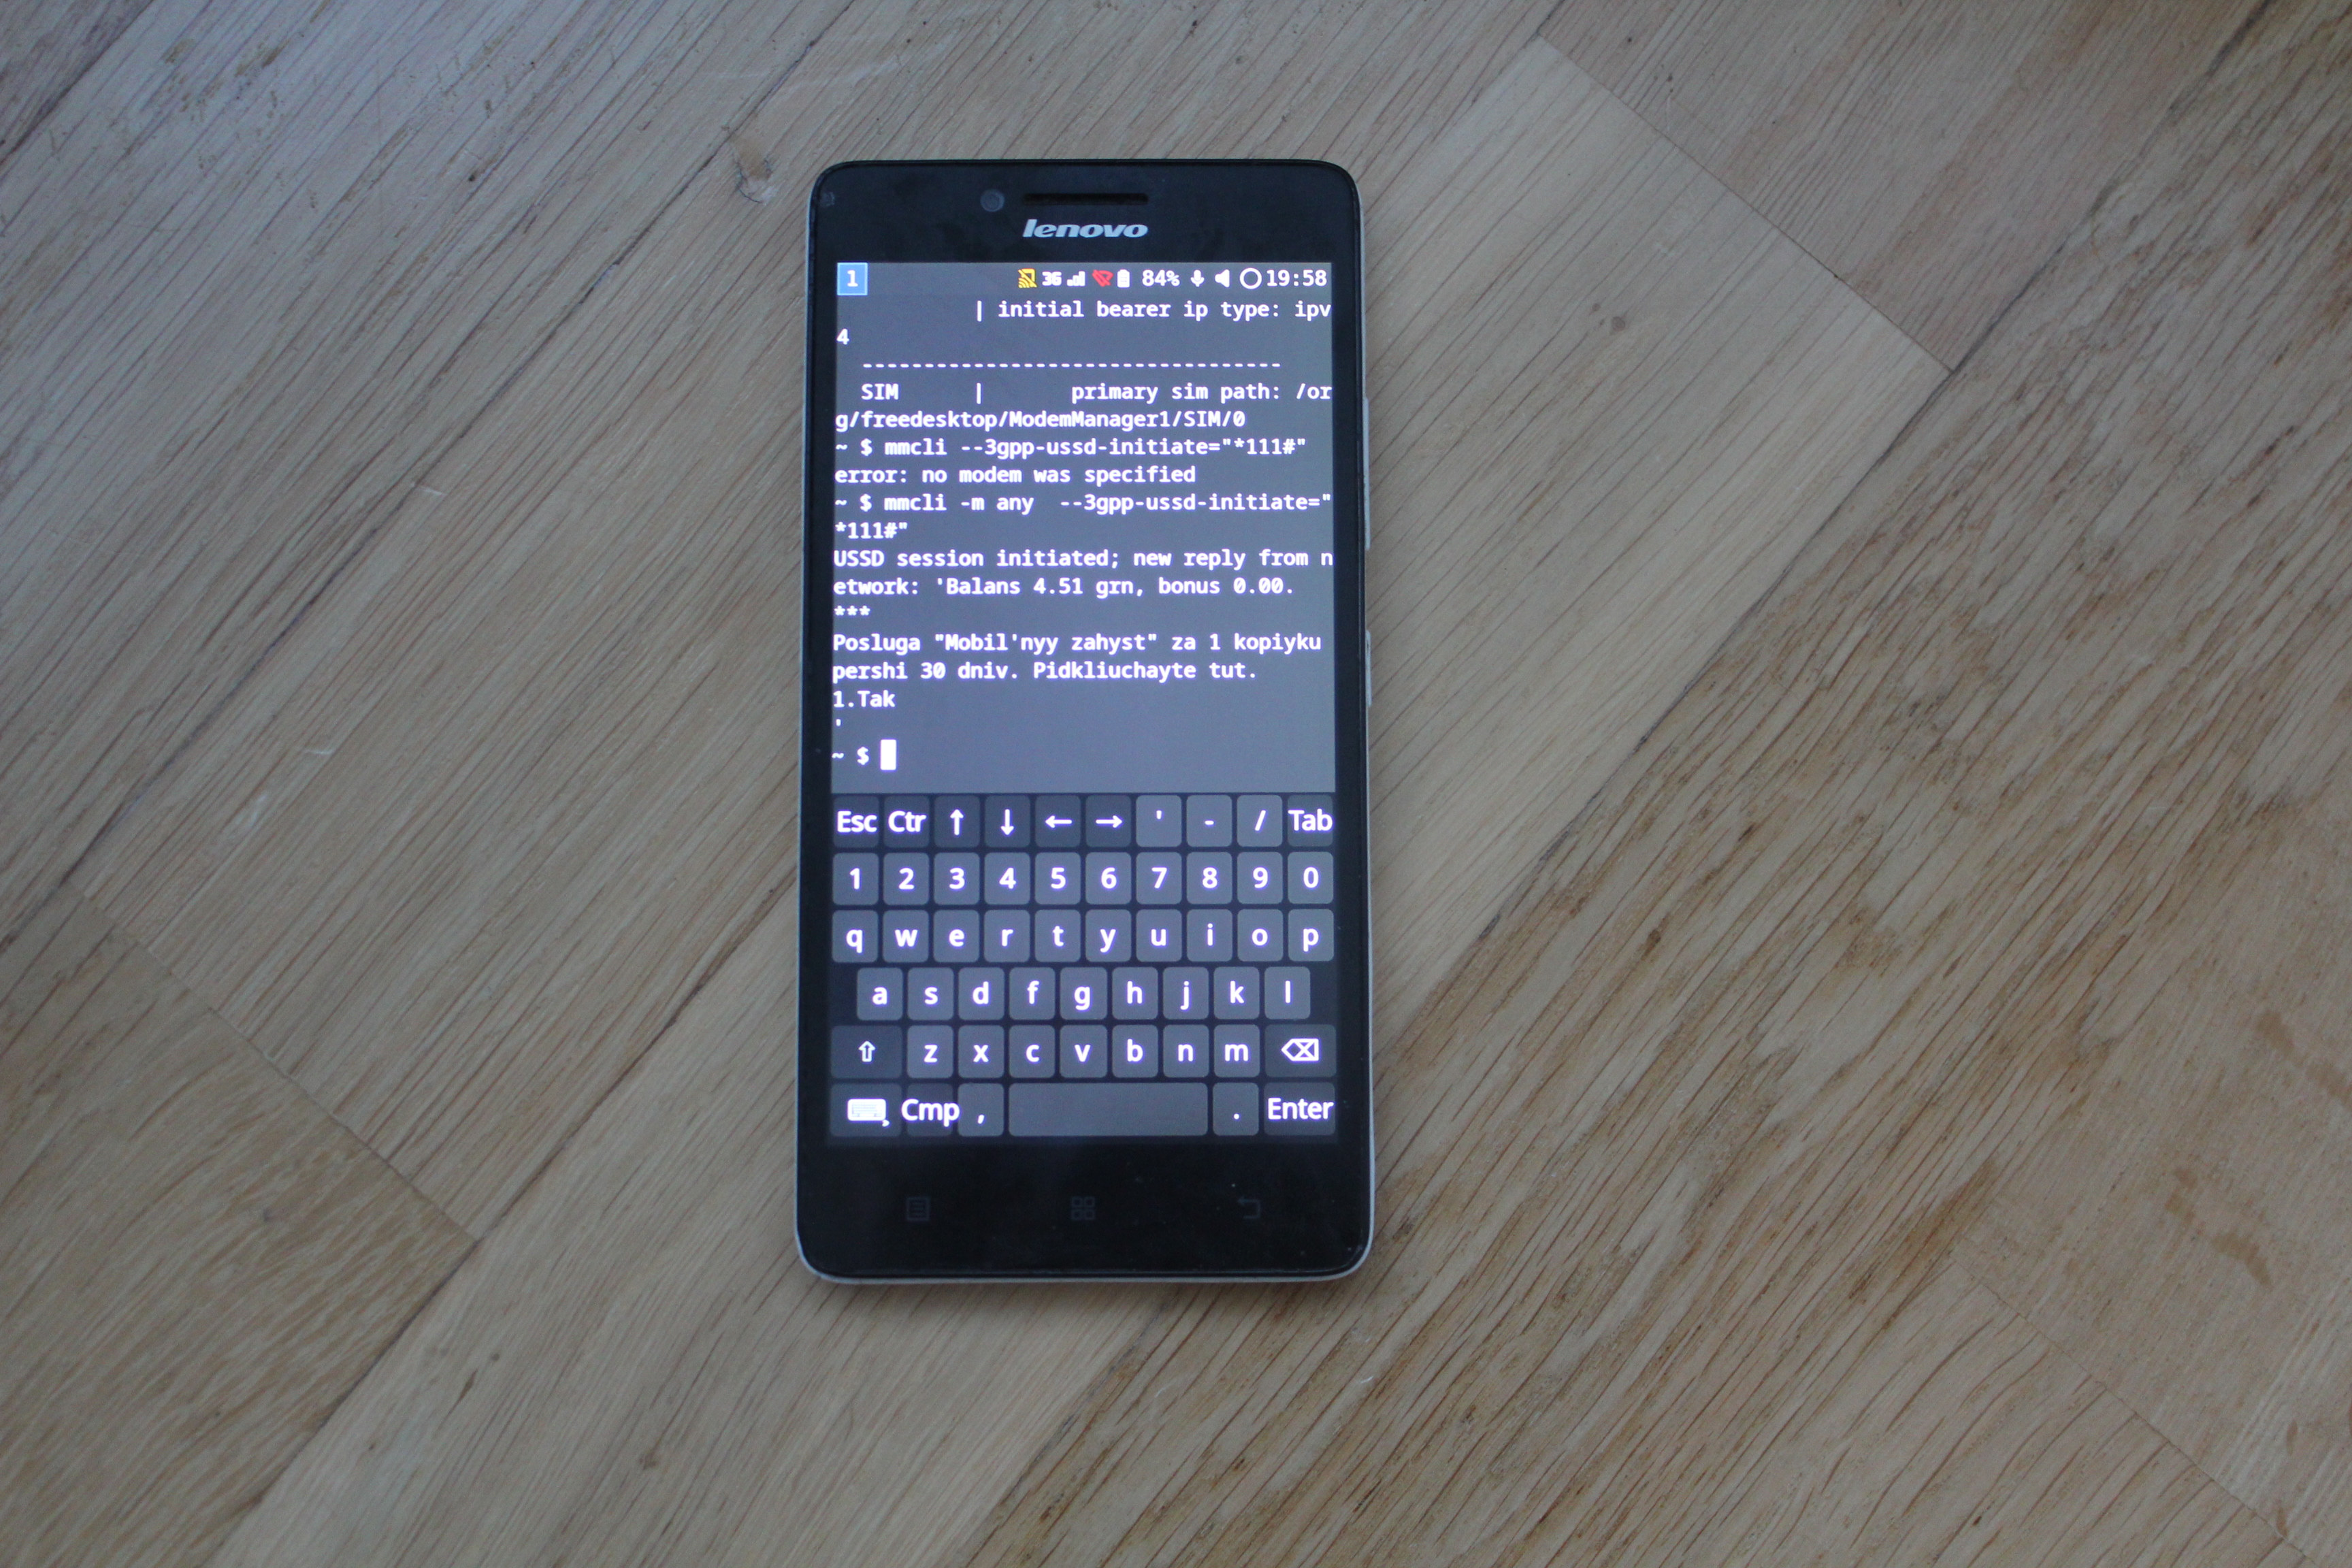 lenovo
1 3G 84% 19:58
| initial bearer ip type: ipv
4
----------------------------------
SIM | primary sim path: /or
g/freedesktop/ModemManager1/SIM/0
~ $ mmcli --3gpp-ussd-initiate="*111#"
error: no modem was specified
~ $ mmcli -m any  --3gpp-ussd-initiate="
*111#"
USSD session initiated; new reply from n
etwork: 'Balans 4.51 grn, bonus 0.00.
***
Posluga "Mobil'nyy zahyst" za 1 kopiyku
pershi 30 dniv. Pidkliuchayte tut.
1.Tak
'
~ $
Esc Ctr ↑ ↓ ← → ' - / Tab
1 2 3 4 5 6 7 8 9 0
q w e r t y u i o p
a s d f g h j k l
⇧ z x c v b n m ⌫
Cmp , . Enter